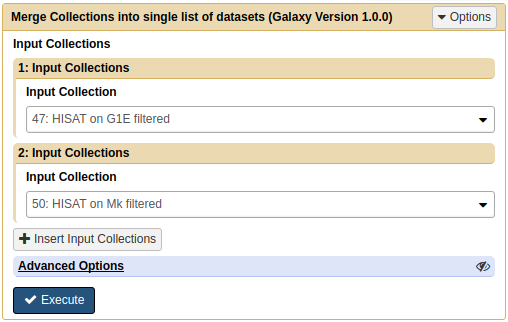 Merge Collections into single list of datasets (Galaxy Version 1.0.0)
Options
Input Collections
1: Input Collections
Input Collection
47: HISAT on G1E filtered
2: Input Collections
Input Collection
50: HISAT on Mk filtered
Insert Input Collections
Advanced Options
Execute